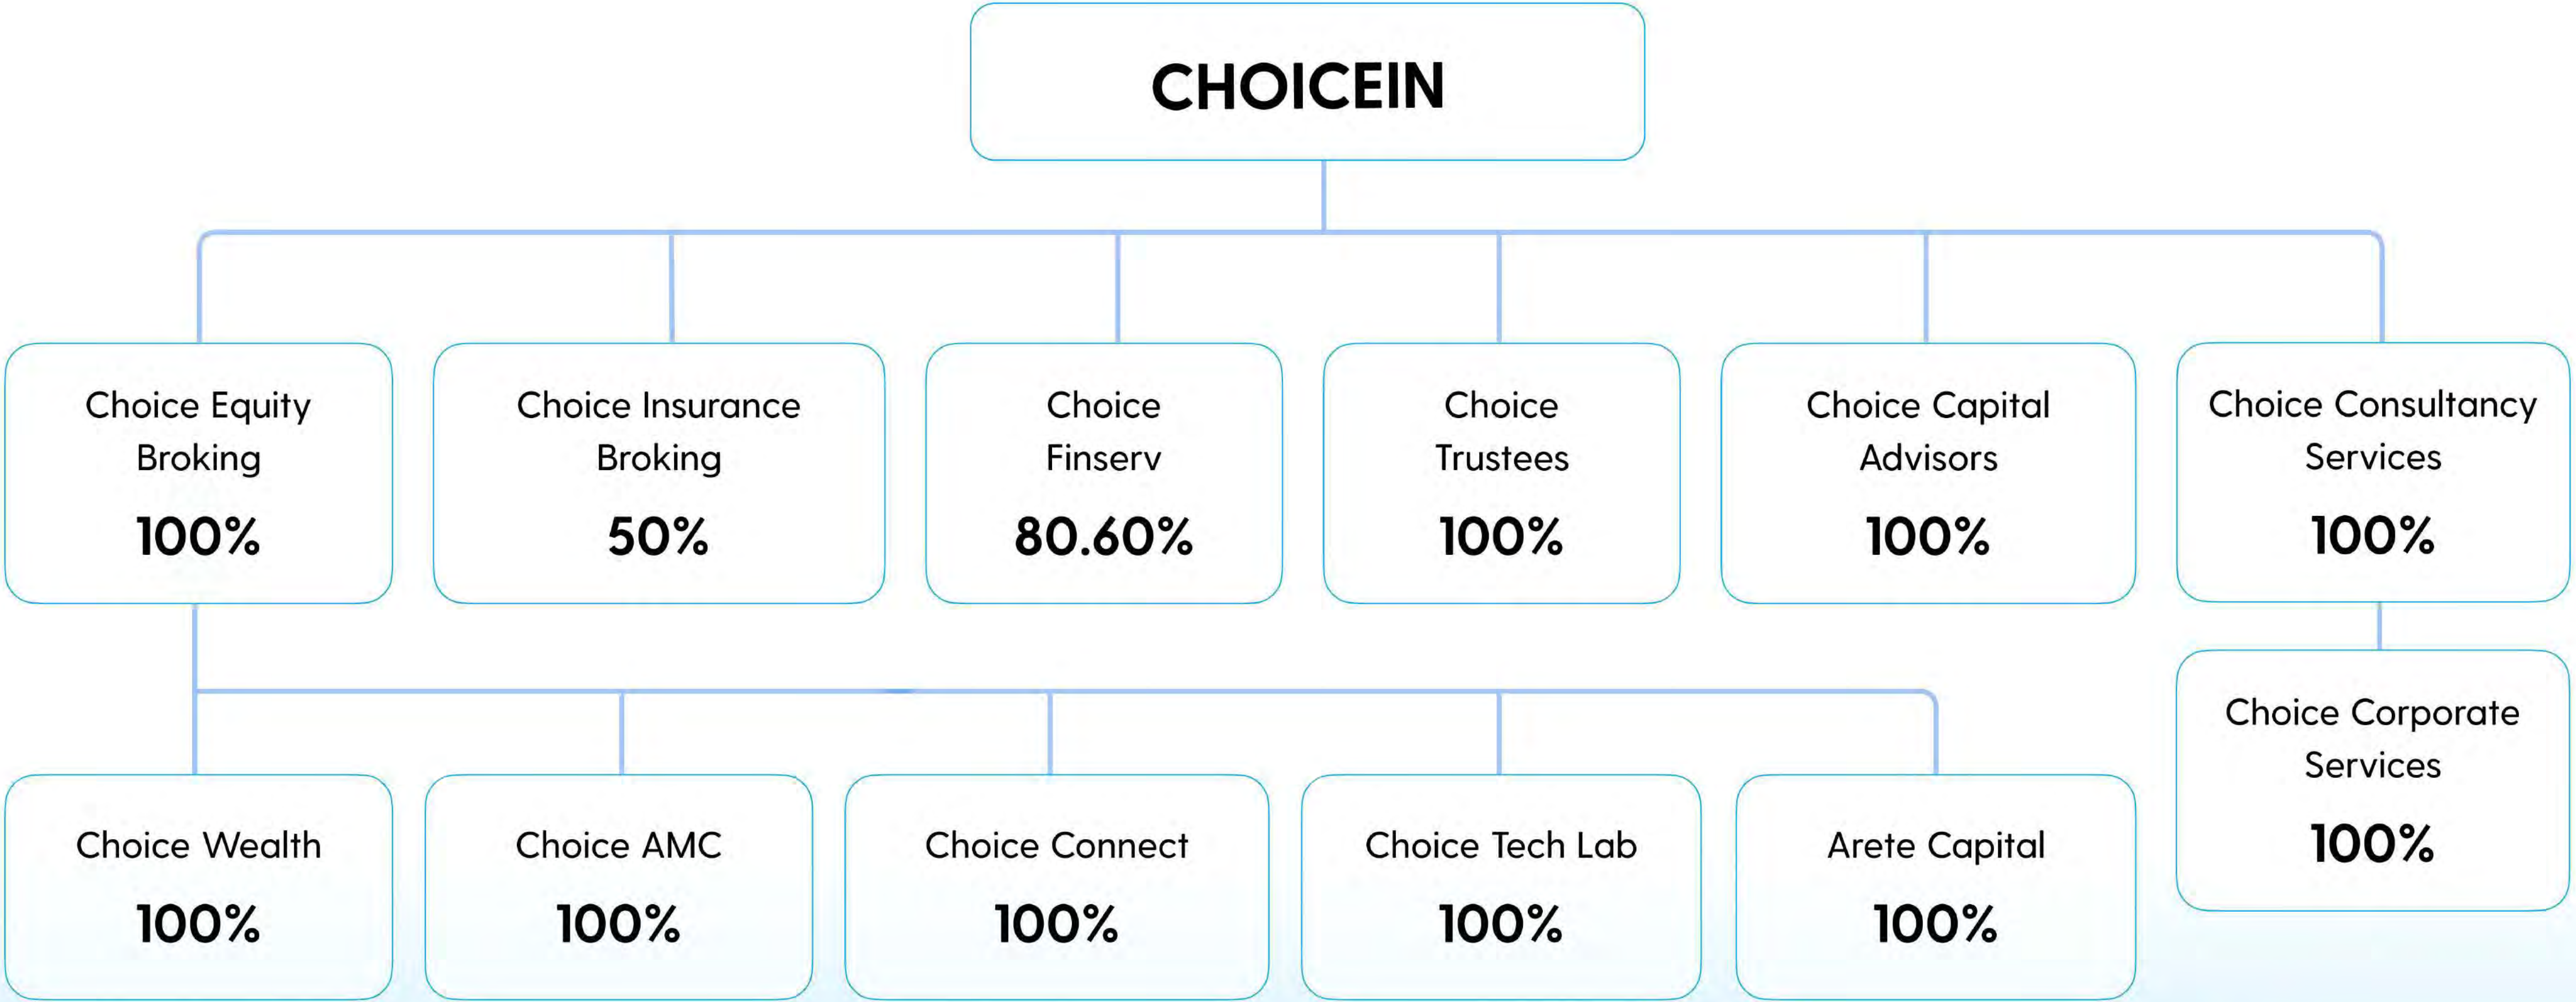 CHOICEIN
Choice Equity
Broking
100%
Choice Insurance
Broking
50%
Choice
Finserv
80.60%
Choice
Trustees
100%
Choice Capital
Advisors
100%
Choice Consultancy
Services
100%
Choice Wealth
100%
Choice AMC
100%
Choice Connect
100%
Choice Tech Lab
100%
Arete Capital
100%
Choice Corporate
Services
100%